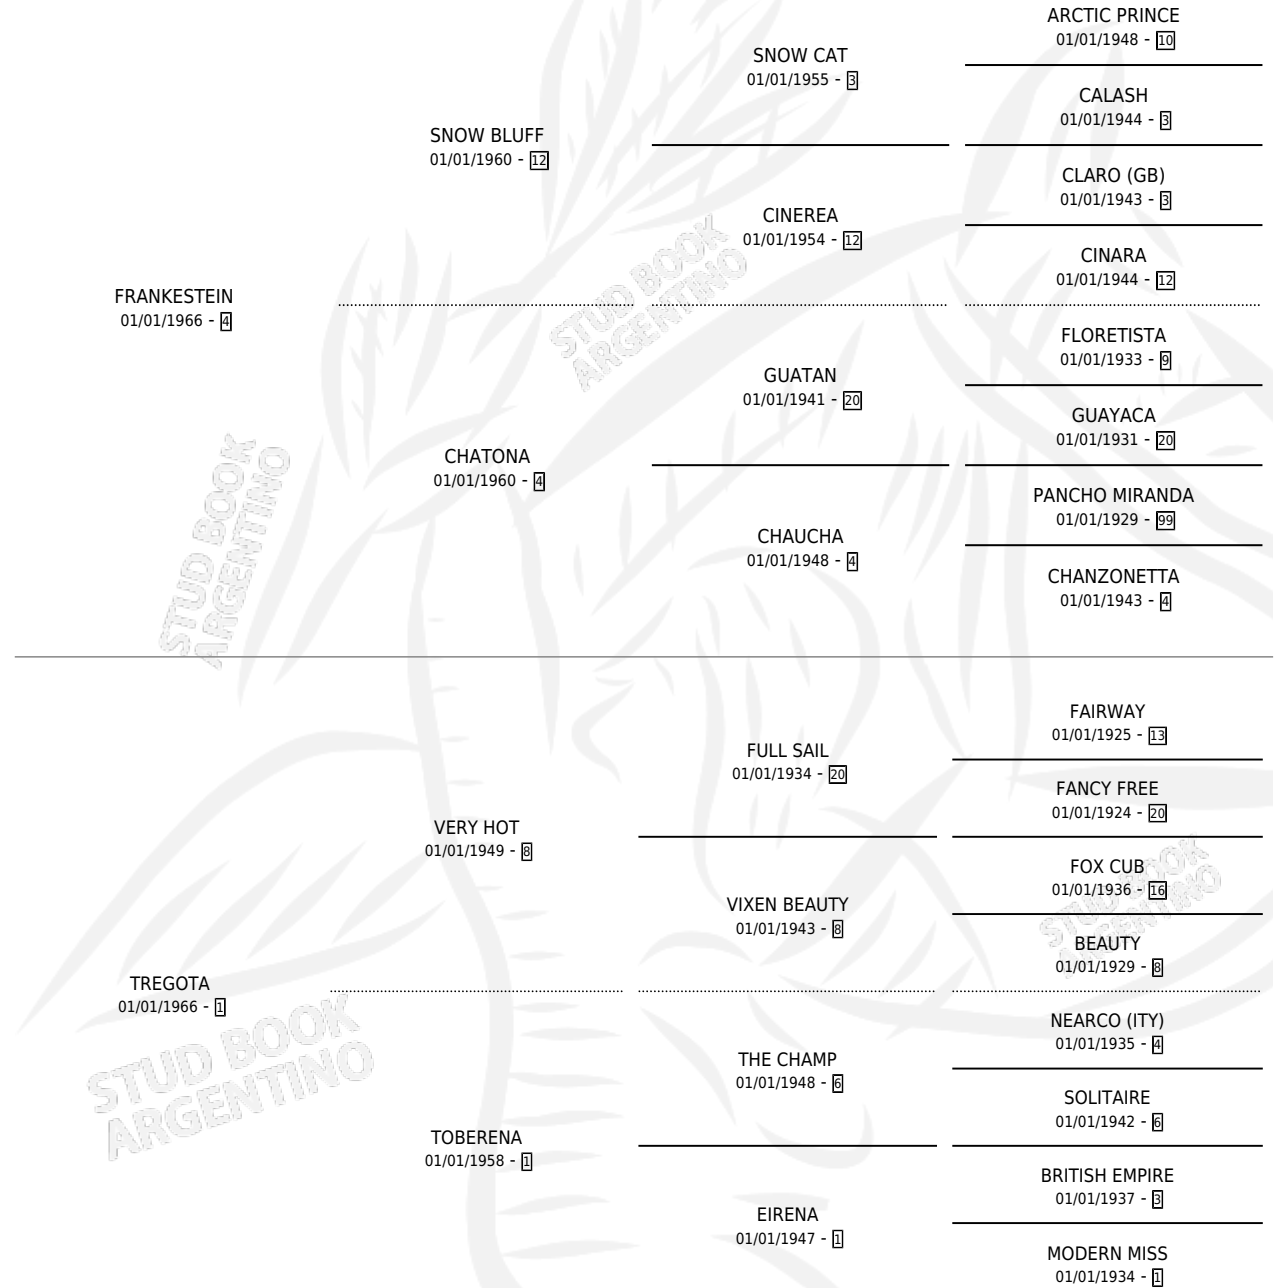 ARCTIC PRINCE
01/01/1948 - 10
SNOW CAT
01/01/1955 - 3
CALASH
01/01/1944 - 3
SNOW BLUFF
01/01/1960 - 12
CLARO (GB)
01/01/1943 - 3
CINEREA
01/01/1954 - 12
CINARA
01/01/1944 - 12
FRANKESTEIN
01/01/1966 - 4
FLORETISTA
01/01/1933 - 9
GUATAN
01/01/1941 - 20
GUAYACA
01/01/1931 - 20
CHATONA
01/01/1960 - 4
PANCHO MIRANDA
01/01/1929 - 99
CHAUCHA
01/01/1948 - 4
CHANZONETTA
01/01/1943 - 4
FAIRWAY
01/01/1925 - 13
FULL SAIL
01/01/1934 - 20
FANCY FREE
01/01/1924 - 20
VERY HOT
01/01/1949 - 8
FOX CUB
01/01/1936 - 16
VIXEN BEAUTY
01/01/1943 - 8
BEAUTY
01/01/1929 - 8
TREGOTA
01/01/1966 - 1
NEARCO (ITY)
01/01/1935 - 4
THE CHAMP
01/01/1948 - 6
SOLITAIRE
01/01/1942 - 6
TOBERENA
01/01/1958 - 1
BRITISH EMPIRE
01/01/1937 - 3
EIRENA
01/01/1947 - 1
MODERN MISS
01/01/1934 - 1
STUD BOOK
ARGENTINO
STUD BOOK
ARGENTINO
STUD BOOK
ARGENTINO
STUD BOOK
ARGENTINO